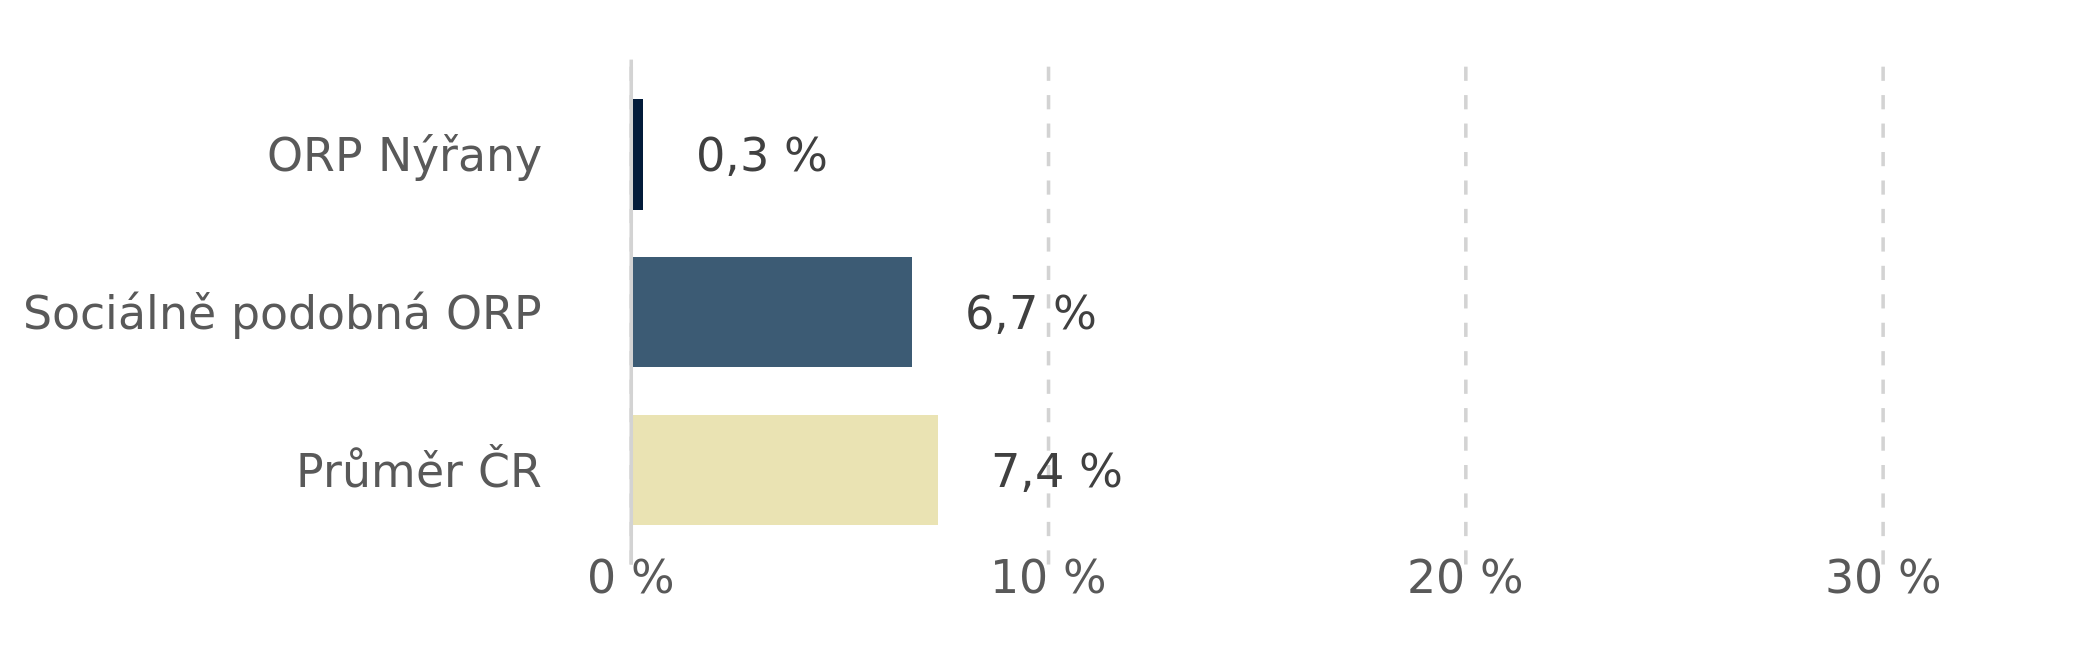 ORP Nýřany 0,3 %
Sociálně podobná ORP 6,7 %
Průměr ČR 7,4 %
0 % 10 % 20 % 30 %